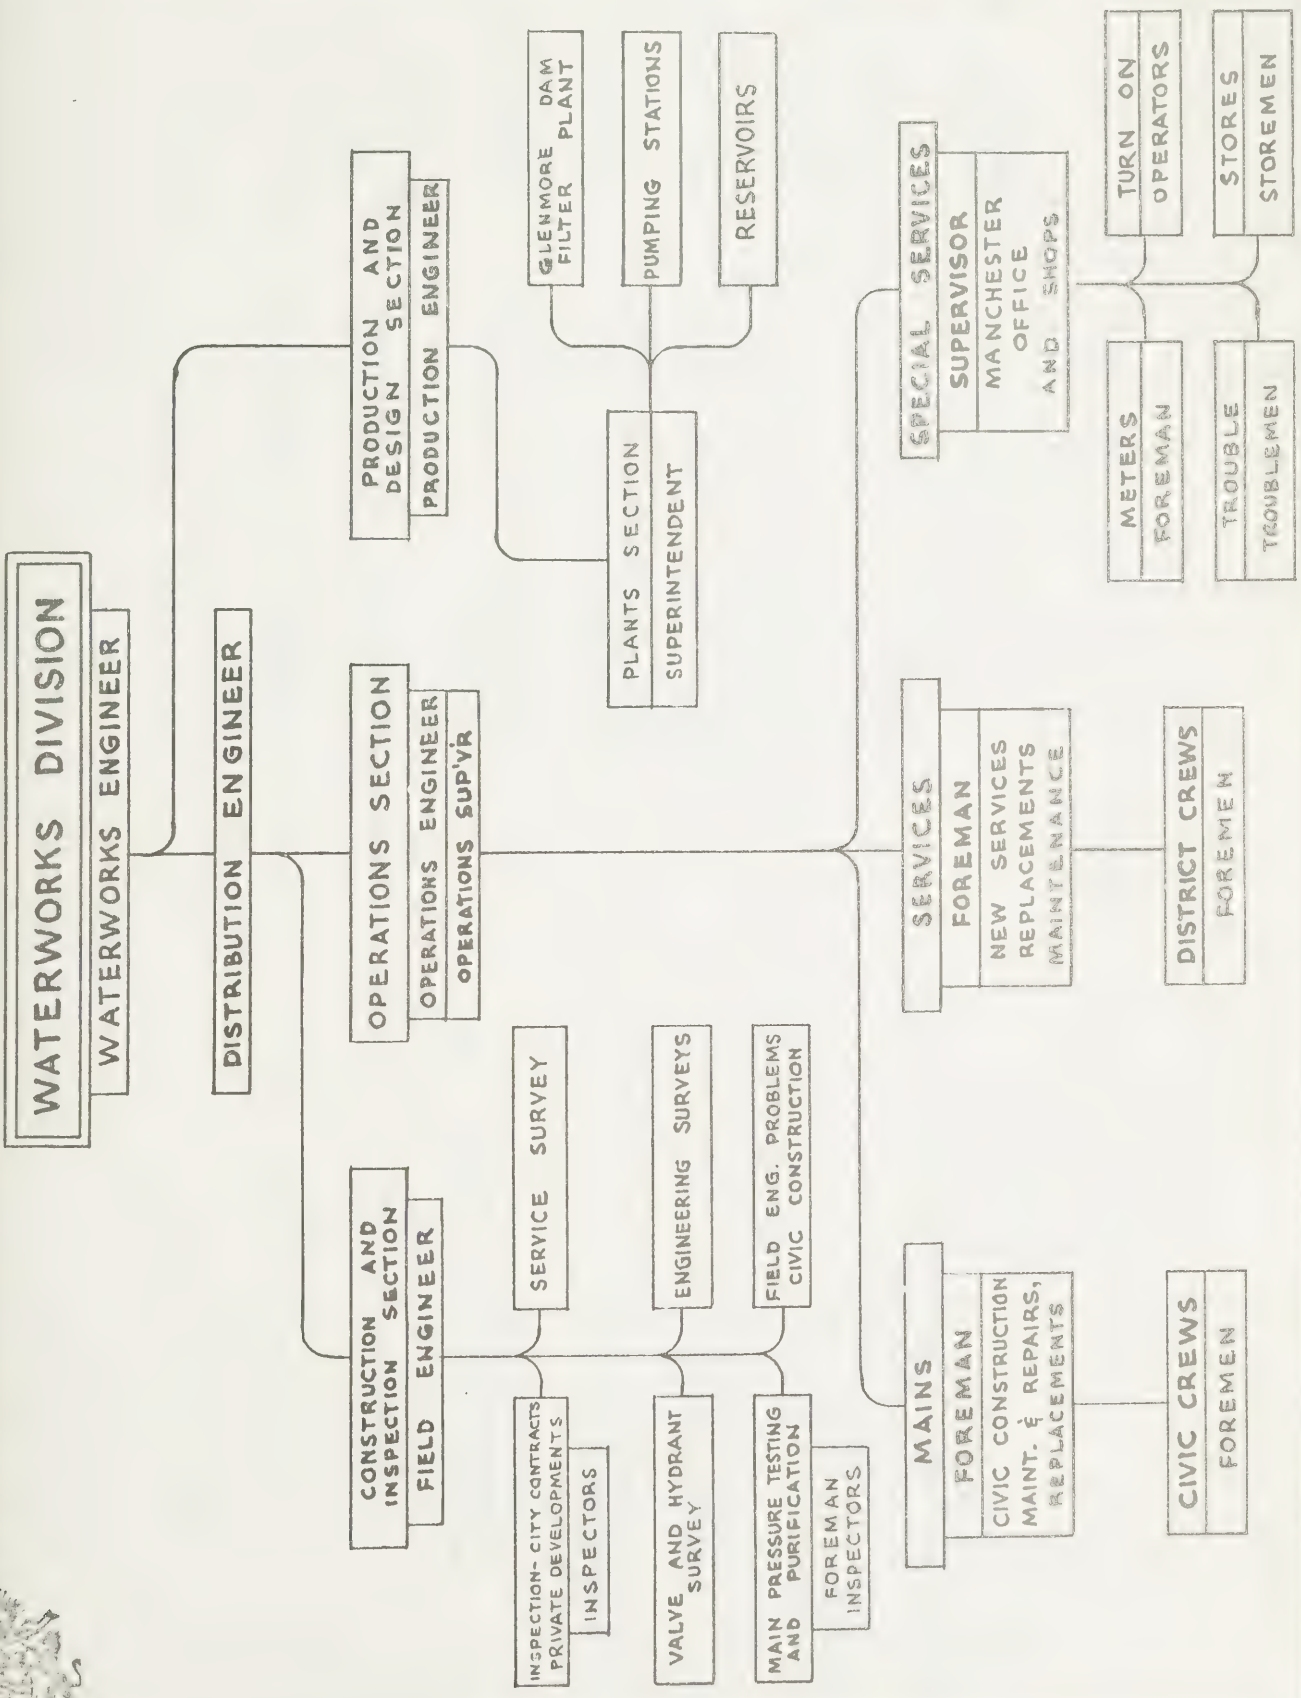 WATERWORKS DIVISION
WATERWORKS ENGINEER
DISTRIBUTION ENGINEER
CONSTRUCTION AND
INSPECTION SECTION
FIELD ENGINEER
OPERATIONS SECTION
OPERATIONS ENGINEER
OPERATIONS SUP'V'R
PRODUCTION AND
DESIGN SECTION
PRODUCTION ENGINEER
INSPECTION-CITY CONTRACTS
PRIVATE DEVELOPMENTS
INSPECTORS
SERVICE SURVEY
VALVE AND HYDRANT
SURVEY
ENGINEERING SURVEYS
MAIN PRESSURE TESTING
AND PURIFICATION
FOREMAN
INSPECTORS
FIELD ENG. PROBLEMS
CIVIC CONSTRUCTION
PLANTS SECTION
SUPERINTENDENT
GLENMORE DAM
FILTER PLANT
PUMPING STATIONS
RESERVOIRS
MAINS
FOREMAN
CIVIC CONSTRUCTION
MAINT. & REPAIRS,
REPLACEMENTS
CIVIC CREWS
FOREMEN
SERVICES
FOREMAN
NEW SERVICES
REPLACEMENTS
MAINTENANCE
DISTRICT CREWS
FOREMEN
SPECIAL SERVICES
SUPERVISOR
MANCHESTER
OFFICE
AND SHOPS
METERS
FOREMAN
TURN ON
OPERATORS
TROUBLE
TROUBLEMEN
STORES
STOREMEN